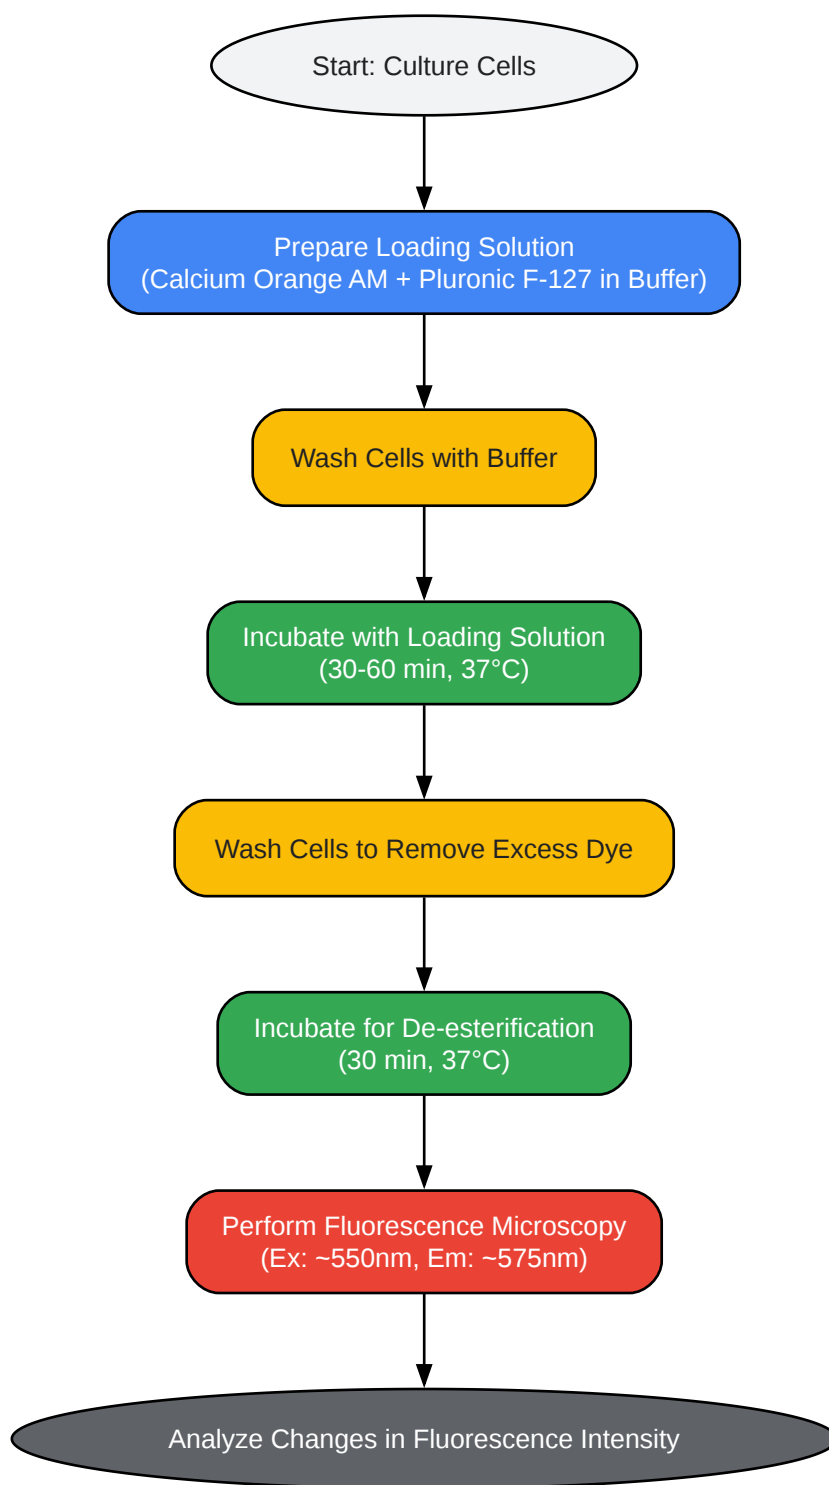 Start: Culture Cells
Prepare Loading Solution
(Calcium Orange AM + Pluronic F-127 in Buffer)
Wash Cells with Buffer
Incubate with Loading Solution
(30-60 min, 37°C)
Wash Cells to Remove Excess Dye
Incubate for De-esterification
(30 min, 37°C)
Perform Fluorescence Microscopy
(Ex: ~550nm, Em: ~575nm)
Analyze Changes in Fluorescence Intensity